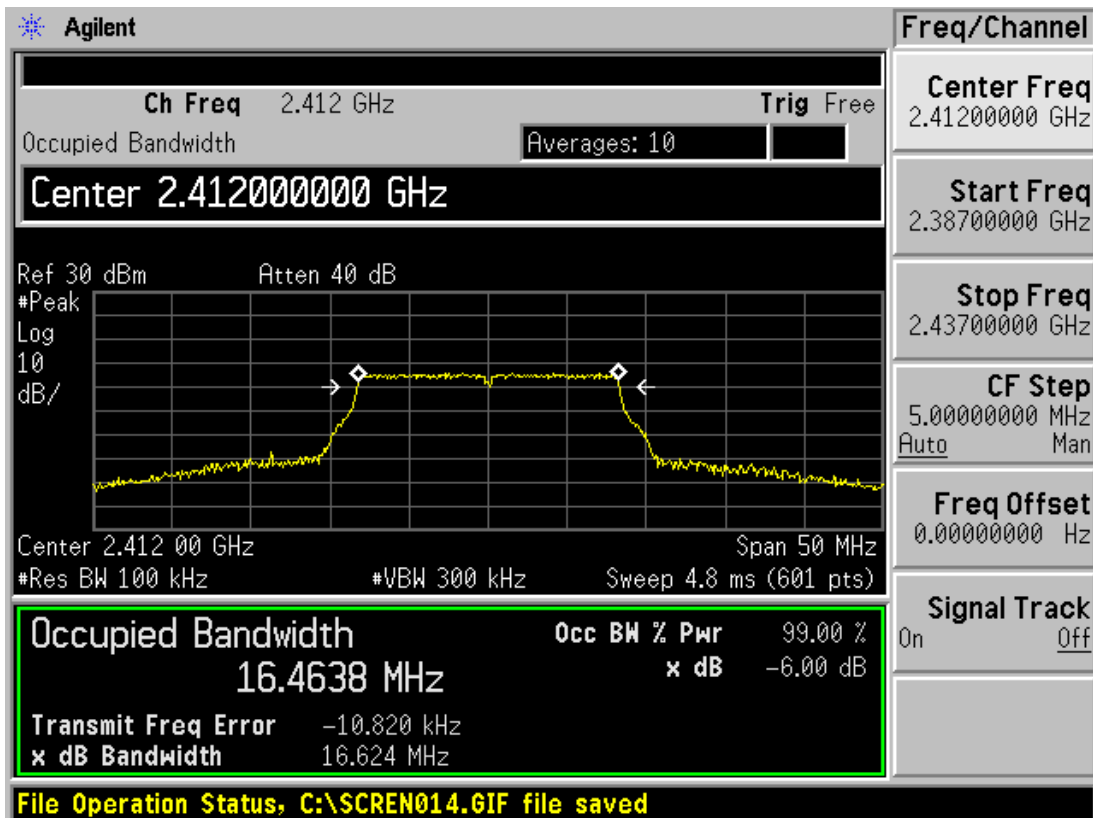 Agilent
Freq/Channel
Ch Freq 2.412 GHz Trig Free
Occupied Bandwidth Averages: 10
Center 2.412000000 GHz
Ref 30 dBm Atten 40 dB
#Peak
Log
10
dB/
Center 2.412 00 GHz Span 50 MHz
#Res BW 100 kHz #VBW 300 kHz Sweep 4.8 ms (601 pts)
Occupied Bandwidth
16.4638 MHz
Occ BW % Pwr 99.00 %
x dB -6.00 dB
Transmit Freq Error -10.820 kHz
x dB Bandwidth 16.624 MHz
File Operation Status, C:\SCREN014.GIF file saved
Center Freq
2.41200000 GHz
Start Freq
2.38700000 GHz
Stop Freq
2.43700000 GHz
CF Step
5.00000000 MHz
Auto Man
Freq Offset
0.00000000 Hz
Signal Track
On Off